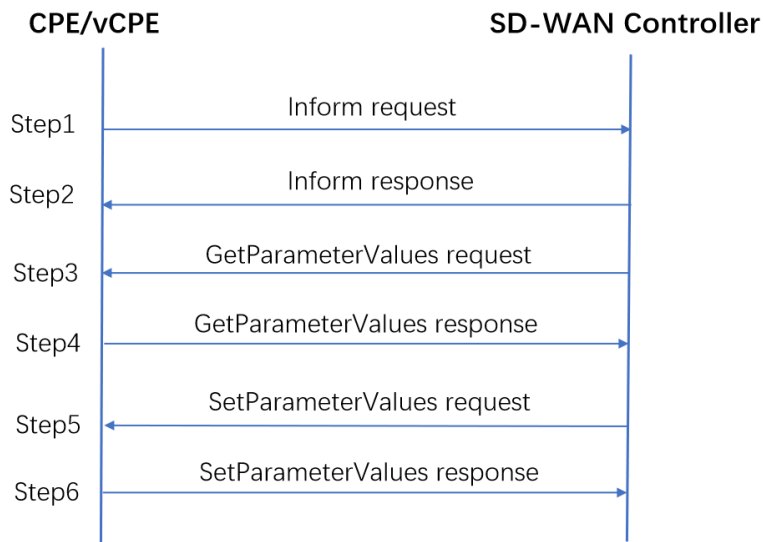 CPE/vCPE SD-WAN Controller
Step1 Inform request
Step2 Inform response
Step3 GetParameterValues request
Step4 GetParameterValues response
Step5 SetParameterValues request
Step6 SetParameterValues response